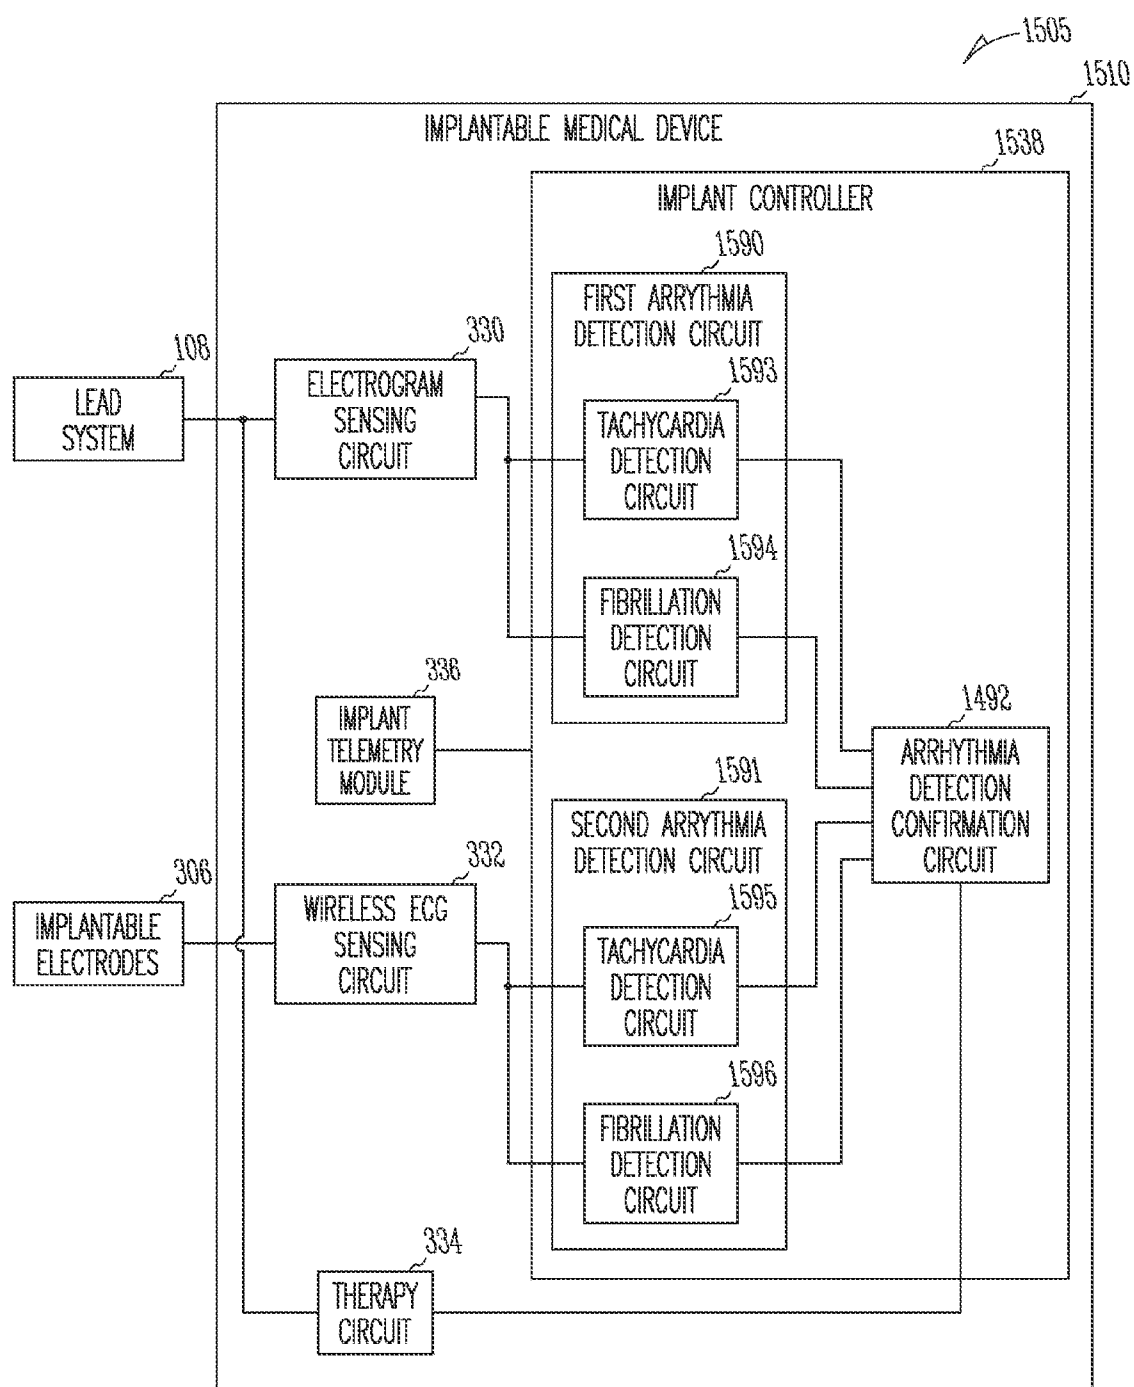 1505
1510
IMPLANTABLE MEDICAL DEVICE
1538
IMPLANT CONTROLLER
1590
FIRST ARRYTHMIA
DETECTION CIRCUIT
108
LEAD
SYSTEM
330
ELECTROGRAM
SENSING
CIRCUIT
1593
TACHYCARDIA
DETECTION
CIRCUIT
1594
FIBRILLATION
DETECTION
CIRCUIT
336
IMPLANT
TELEMETRY
MODULE
1492
ARRHYTHMIA
DETECTION
CONFIRMATION
CIRCUIT
1591
SECOND ARRYTHMIA
DETECTION CIRCUIT
306
IMPLANTABLE
ELECTRODES
332
WIRELESS ECG
SENSING
CIRCUIT
1595
TACHYCARDIA
DETECTION
CIRCUIT
1596
FIBRILLATION
DETECTION
CIRCUIT
334
THERAPY
CIRCUIT